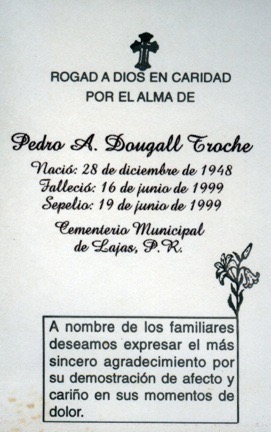 ROGAD A DIOS EN CARIDAD
POR EL ALMA DE
Pedro A. Dougall Troche
Nació: 28 de diciembre de 1948
Falleció: 16 de junio de 1999
Sepelio: 19 de junio de 1999
Cementerio Municipal
de Lajas, P.R.
A nombre de los familiares
deseamos expresar el más
sincero agradecimiento por
su demostración de afecto y
cariño en sus momentos de
dolor.